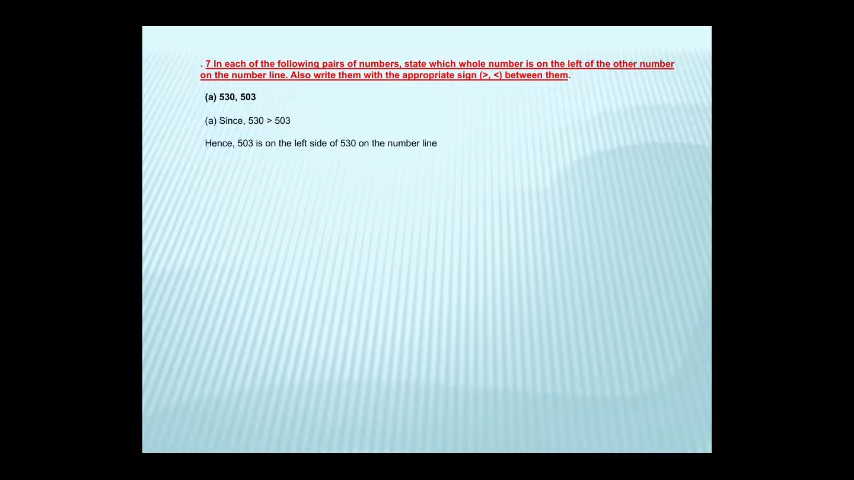 . 7 In each of the following pairs of numbers, state which whole number is on the left of the other number
on the number line. Also write them with the appropriate sign (>, <) between them.
(a) 530, 503
(a) Since, 530 > 503
Hence, 503 is on the left side of 530 on the number line